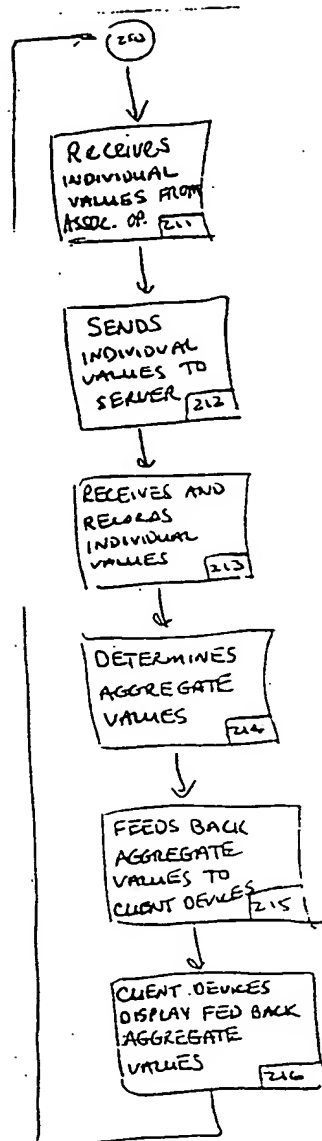 250
RECEIVES
INDIVIDUAL
VALUES FROM
ASSOC. OP. 211
SENDS
INDIVIDUAL
VALUES TO
SERVER 212
RECEIVES AND
RECORDS
INDIVIDUAL
VALUES 213
DETERMINES
AGGREGATE
VALUES
214
FEEDS BACK
AGGREGATE
VALUES TO
CLIENT DEVICES 215
CLIENT DEVICES
DISPLAY FED BACK
AGGREGATE
VALUES 216